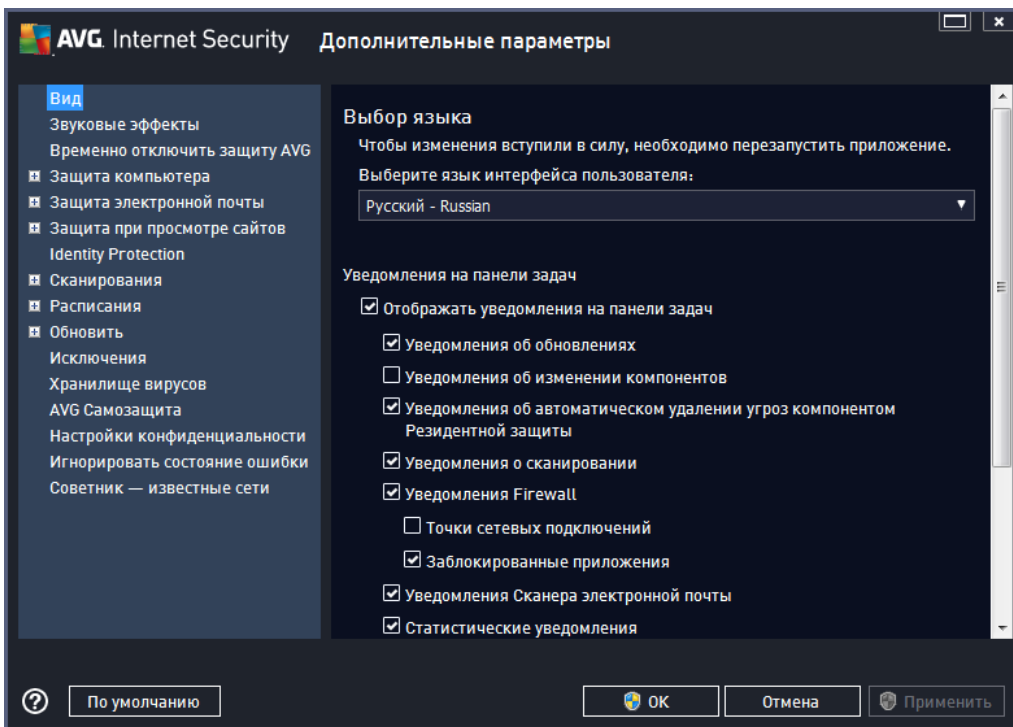 AVG. Internet Security
Дополнительные параметры
Вид
Звуковые эффекты
Временно отключить защиту AVG
Защита компьютера
Защита электронной почты
Защита при просмотре сайтов
Identity Protection
Сканирования
Расписания
Обновить
Исключения
Хранилище вирусов
AVG Самозащита
Настройки конфиденциальности
Игнорировать состояние ошибки
Советник — известные сети
Выбор языка
Чтобы изменения вступили в силу, необходимо перезапустить приложение.
Выберите язык интерфейса пользователя:
Русский - Russian
Уведомления на панели задач
Отображать уведомления на панели задач
Уведомления об обновлениях
Уведомления об изменении компонентов
Уведомления об автоматическом удалении угроз компонентом
Резидентной защиты
Уведомления о сканировании
Уведомления Firewall
Точки сетевых подключений
Заблокированные приложения
Уведомления Сканера электронной почты
Статистические уведомления
По умолчанию
ОК
Отмена
Применить